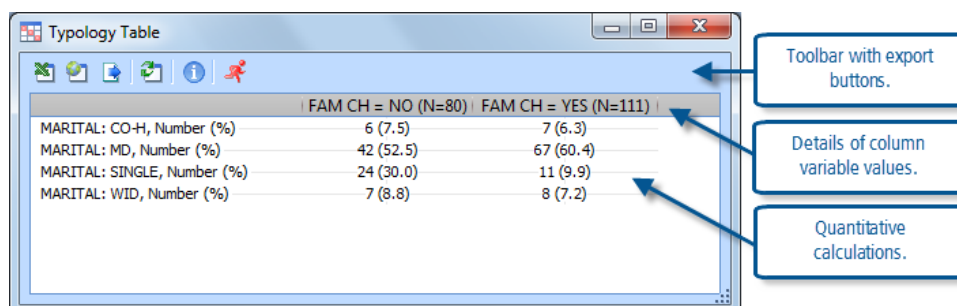 Typology Table
Toolbar with export
buttons.
FAM CH = NO (N=80) FAM CH = YES (N=111)
MARITAL: CO-H, Number (%) 6 (7.5) 7 (6.3)
MARITAL: MD, Number (%) 42 (52.5) 67 (60.4)
MARITAL: SINGLE, Number (%) 24 (30.0) 11 (9.9)
MARITAL: WID, Number (%) 7 (8.8) 8 (7.2)
Details of column
variable values.
Quantitative
calculations.